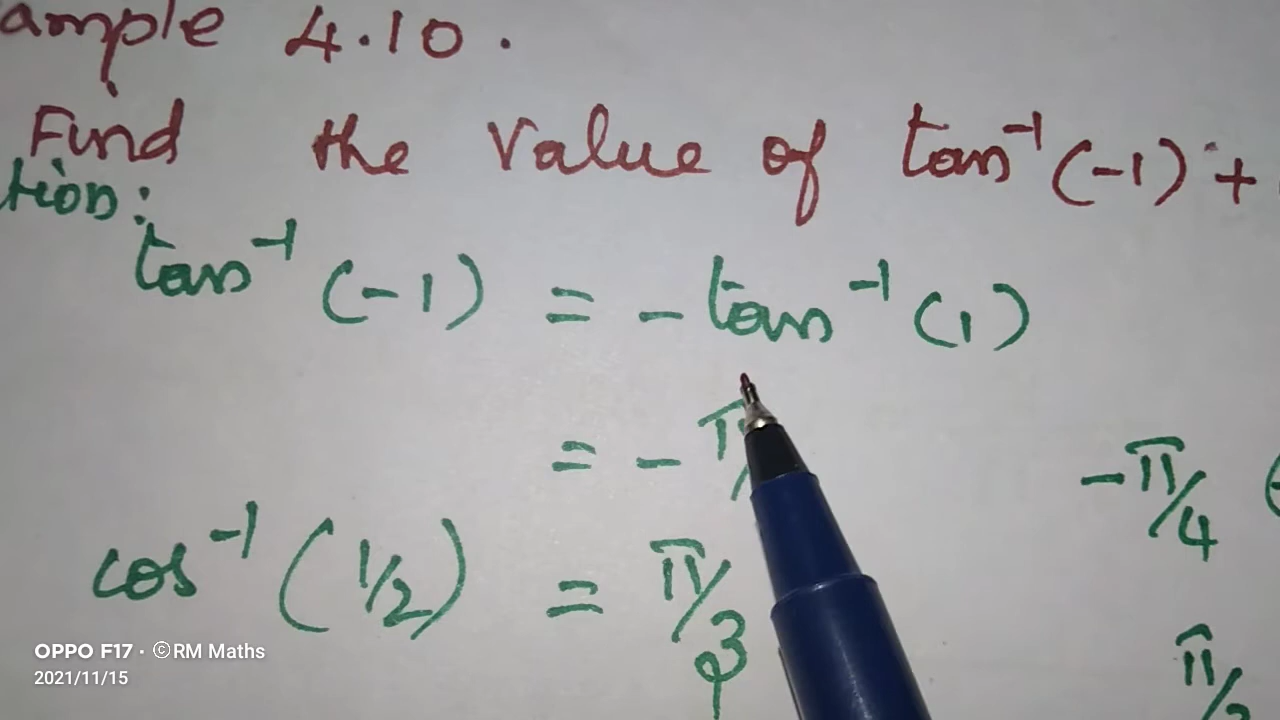 ample 4.10.
Find the Value of tan⁻¹(-1) +
tion:
tan⁻¹(-1) = -tan⁻¹(1)
= -π/
-π/4
cos⁻¹(1/2) = π/3
π/
OPPO F17 · ©RM Maths
2021/11/15